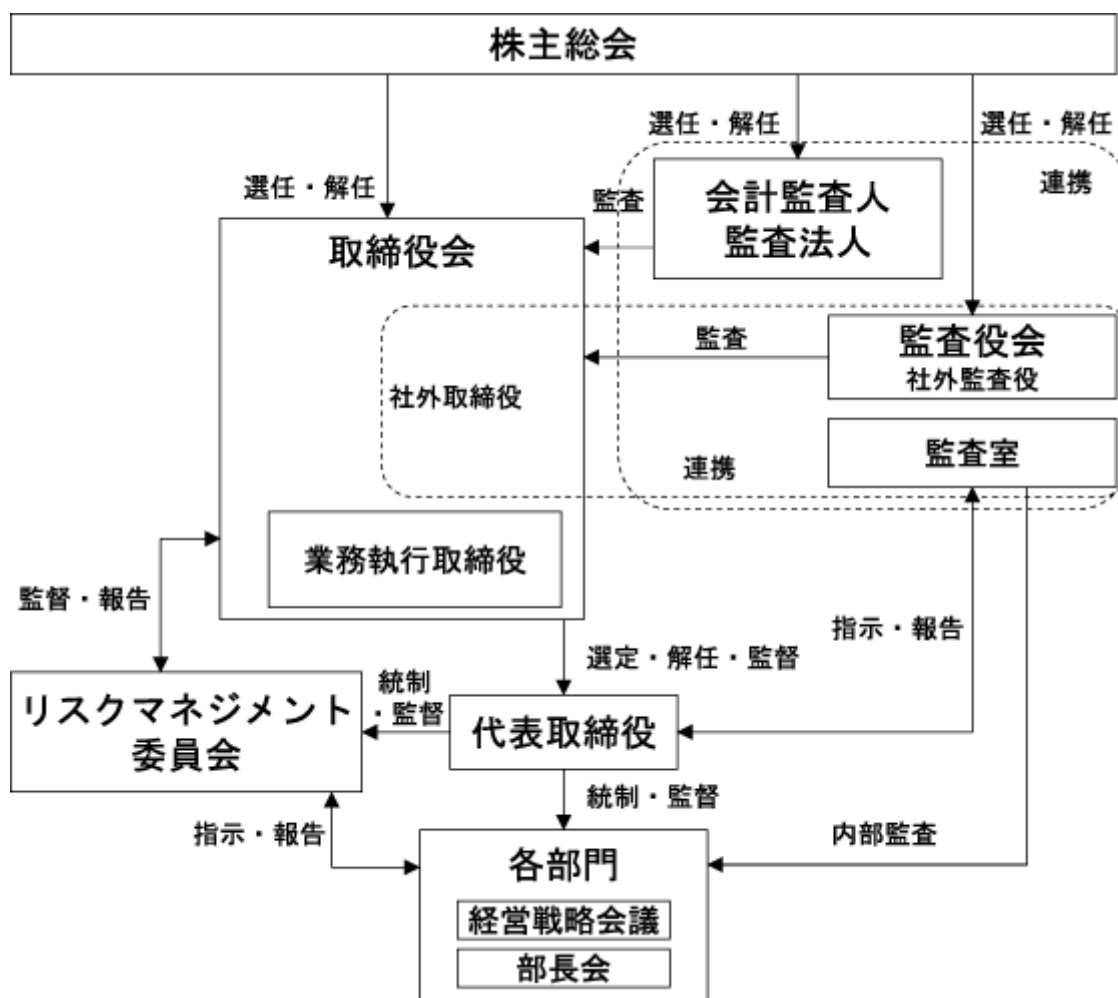 株主総会
選任・解任
選任・解任
選任・解任
連携
会計監査人
監査法人
監査
取締役会
監査役会
社外監査役
監査
社外取締役
監査室
連携
業務執行取締役
監督・報告
指示・報告
選定・解任・監督
リスクマネジメント
委員会
統制
・監督
代表取締役
統制・監督
指示・報告
内部監査
各部門
経営戦略会議
部長会